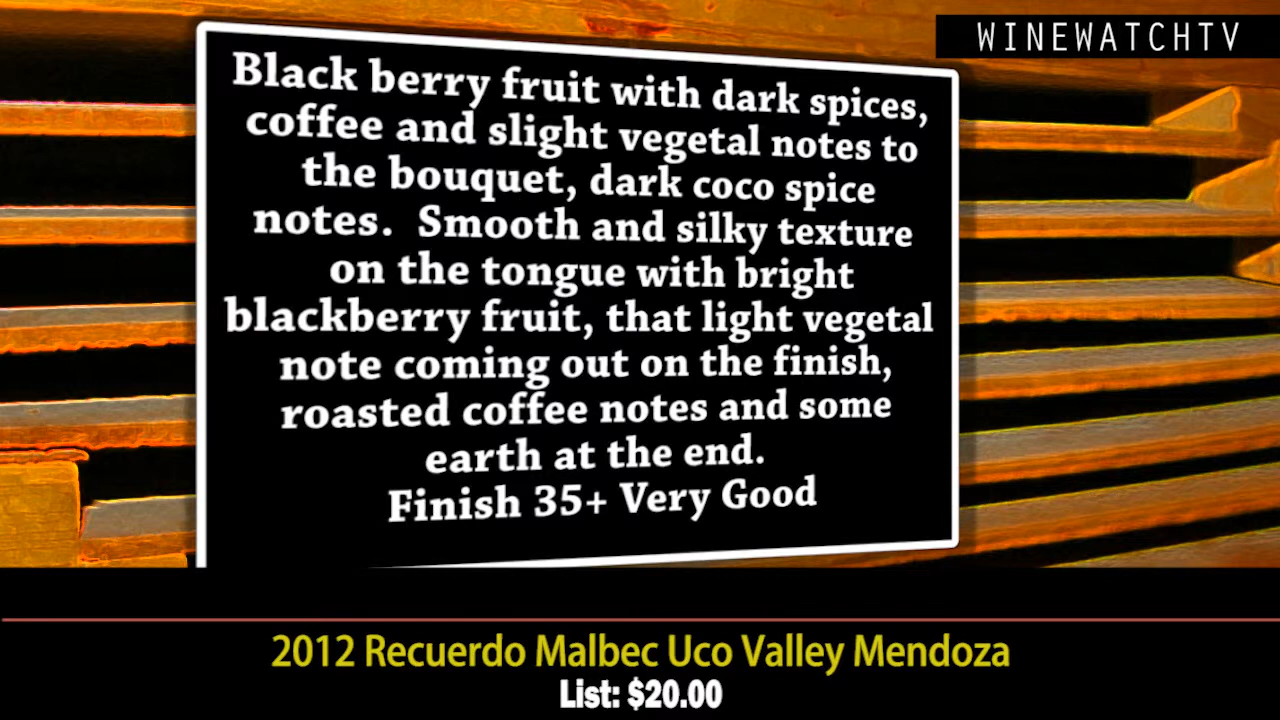 WINEWATCHTV
Black berry fruit with dark spices,
coffee and slight vegetal notes to
the bouquet, dark coco spice
notes.  Smooth and silky texture
on the tongue with bright
blackberry fruit, that light vegetal
note coming out on the finish,
roasted coffee notes and some
earth at the end.
Finish 35+ Very Good
2012 Recuerdo Malbec Uco Valley Mendoza
List: $20.00